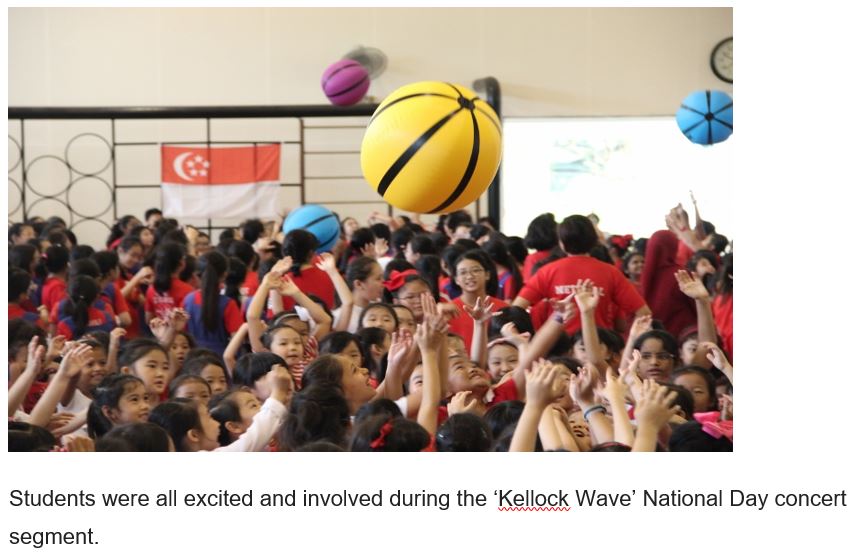 Students were all excited and involved during the ‘Kellock Wave’ National Day concert
segment.